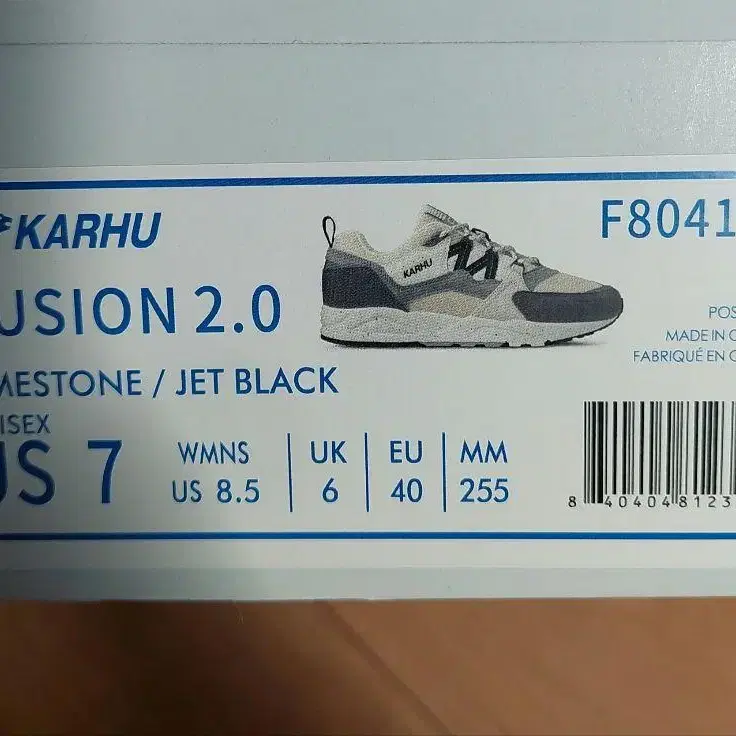 KARHU
F8041
USION 2.0
KARHU
MESTONE / JET BLACK
POS
MADE IN C
FABRIQUÉ EN C
ISEX
US 7
WMNS
US 8.5
UK
6
EU
40
MM
255
8 40404 8123